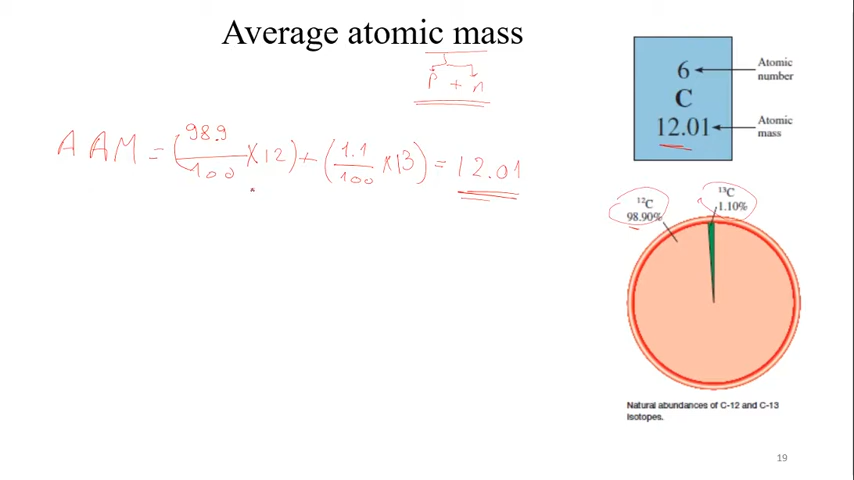 Average atomic mass
p + n
AAM = (98.9/100 × 12) + (1.1/100 × 13) = 12.01
6
Atomic
number
C
12.01
Atomic
mass
¹²C
98.90%
¹³C
1.10%
Natural abundances of C-12 and C-13
isotopes.
19